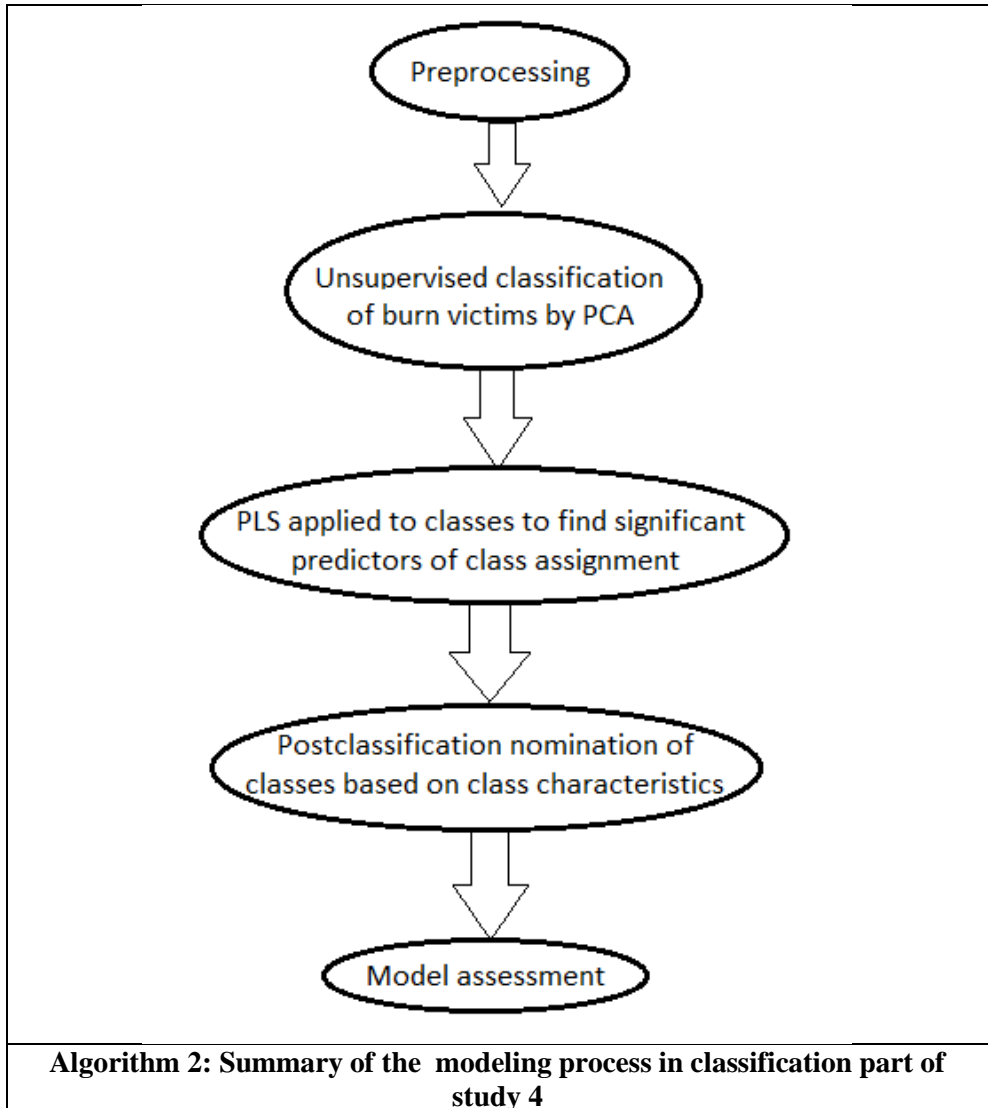 Preprocessing
Unsupervised classification
of burn victims by PCA
PLS applied to classes to find significant
predictors of class assignment
Postclassification nomination of
classes based on class characteristics
Model assessment
Algorithm 2: Summary of the modeling process in classification part of
study 4